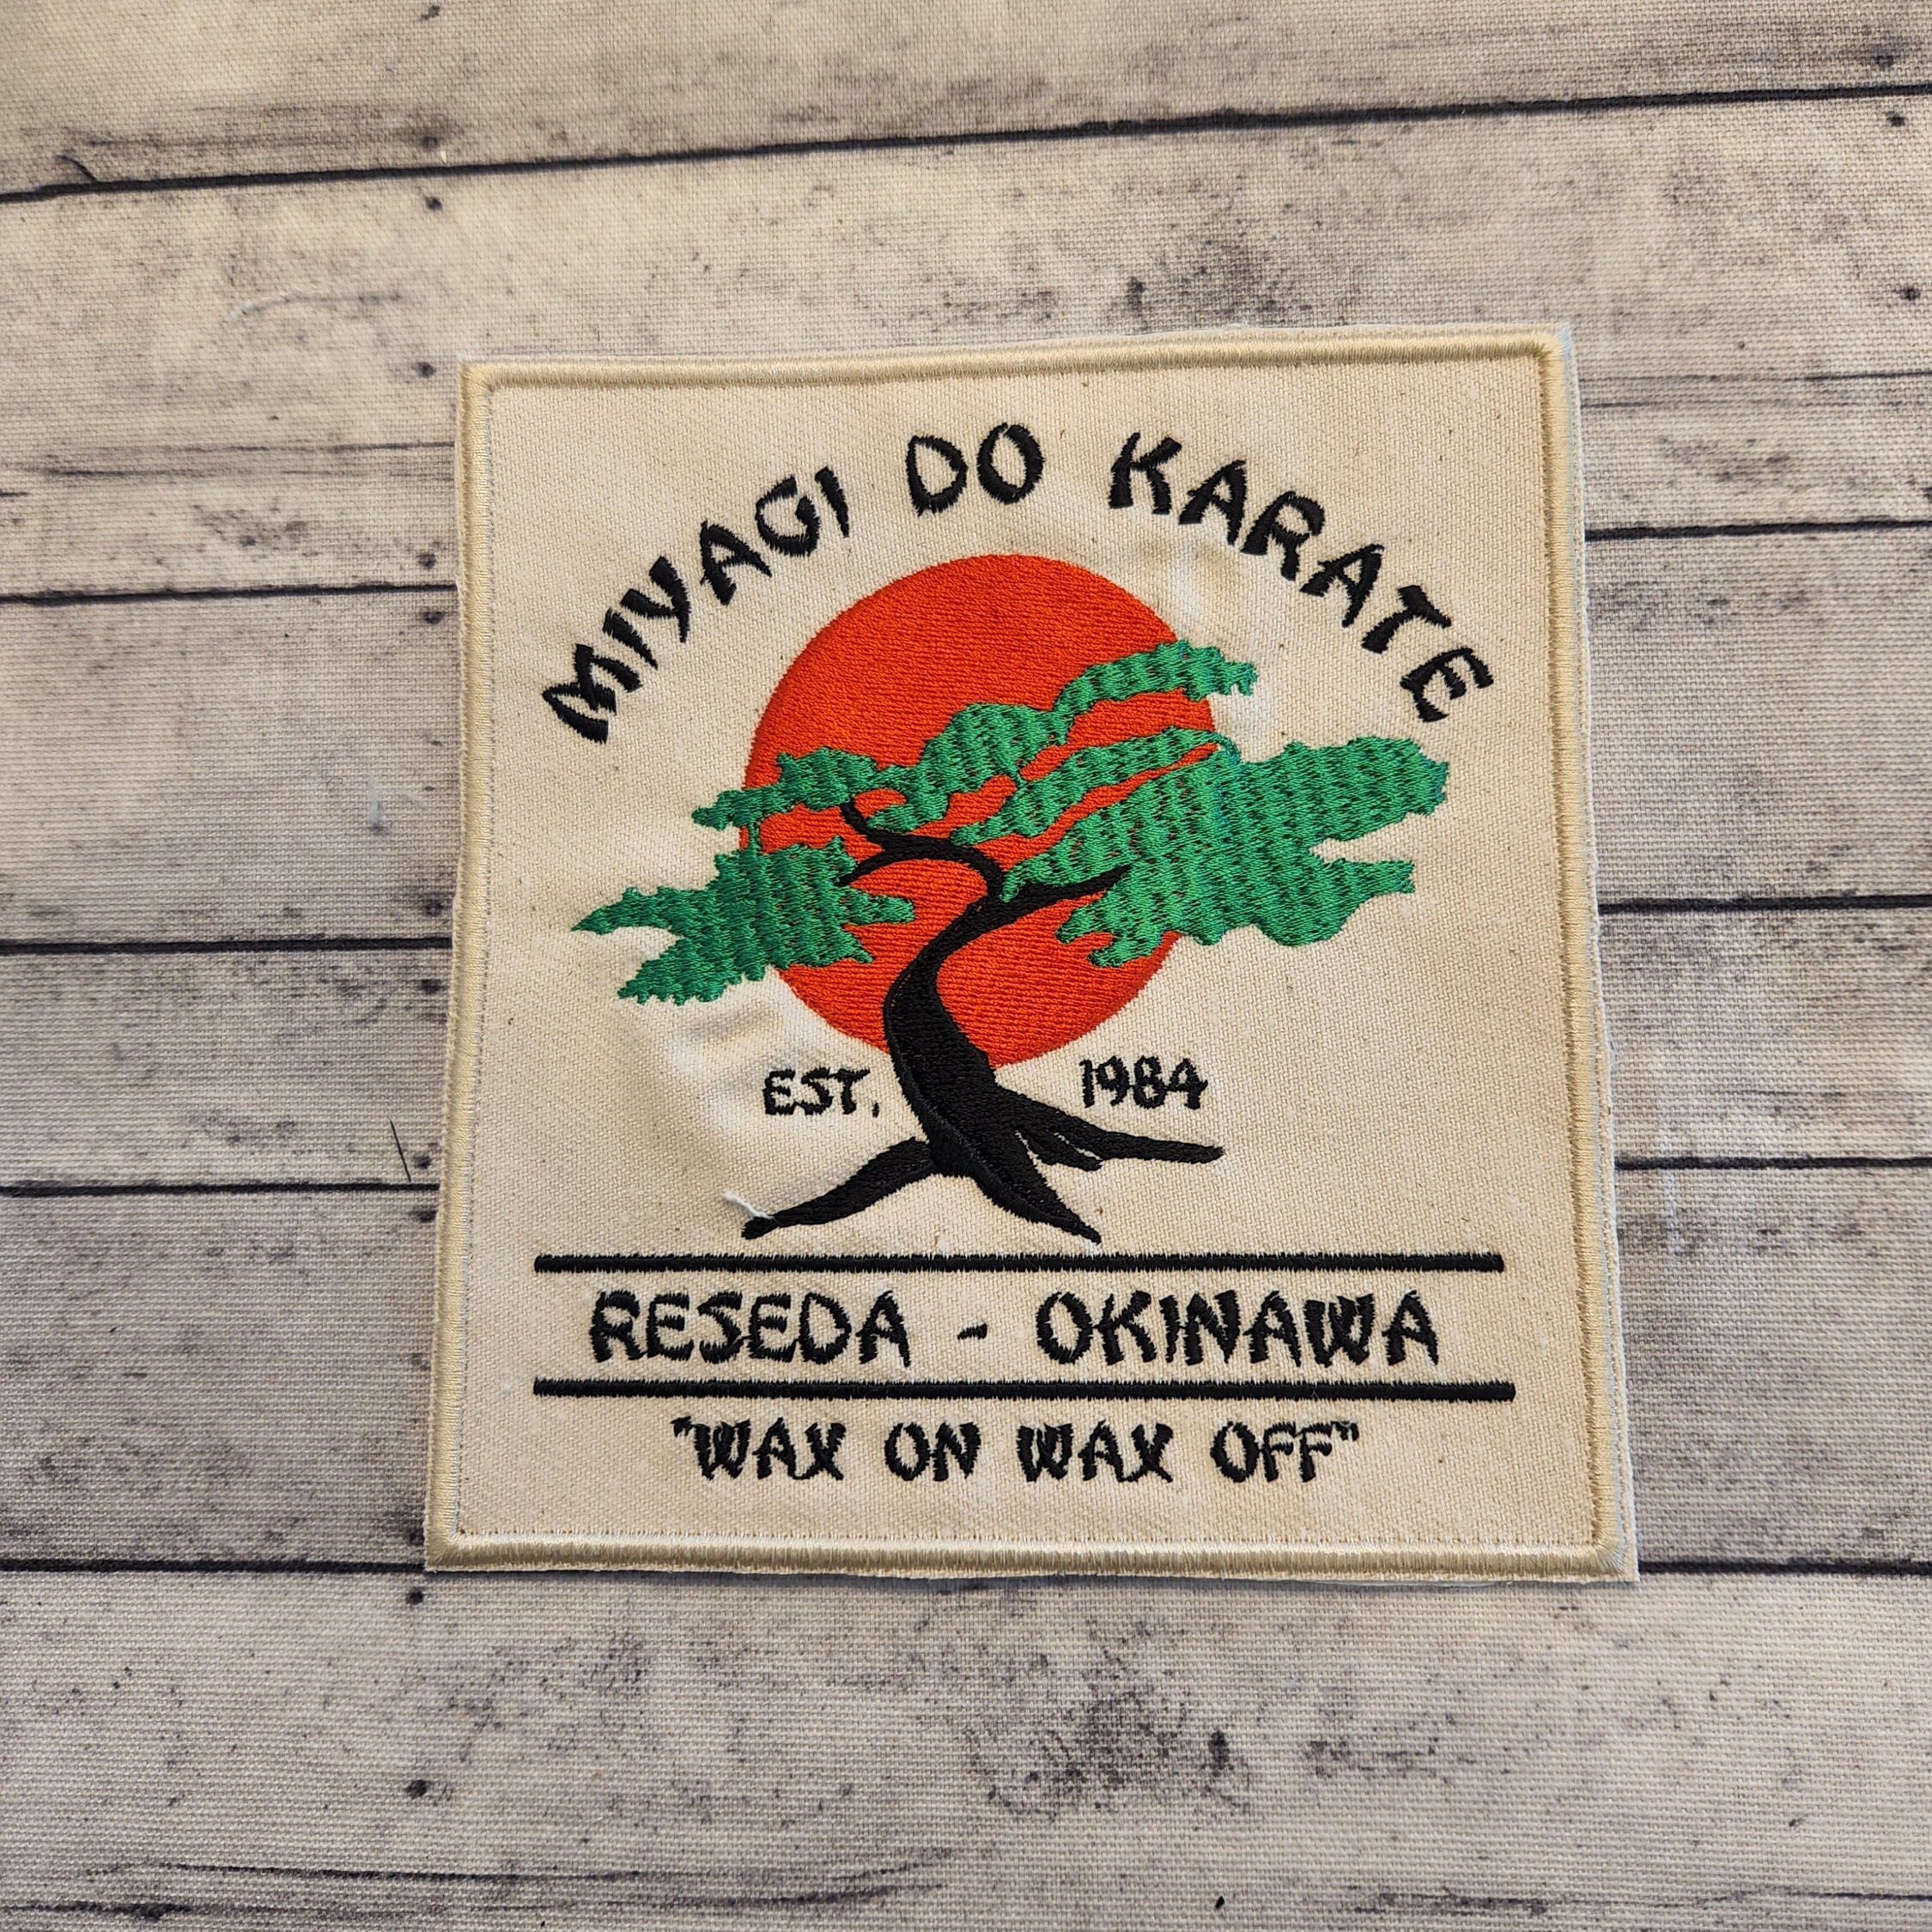 MIYAGI DO KARATE
EST. 1984
RESEDA - OKINAWA
"WAX ON WAX OFF"